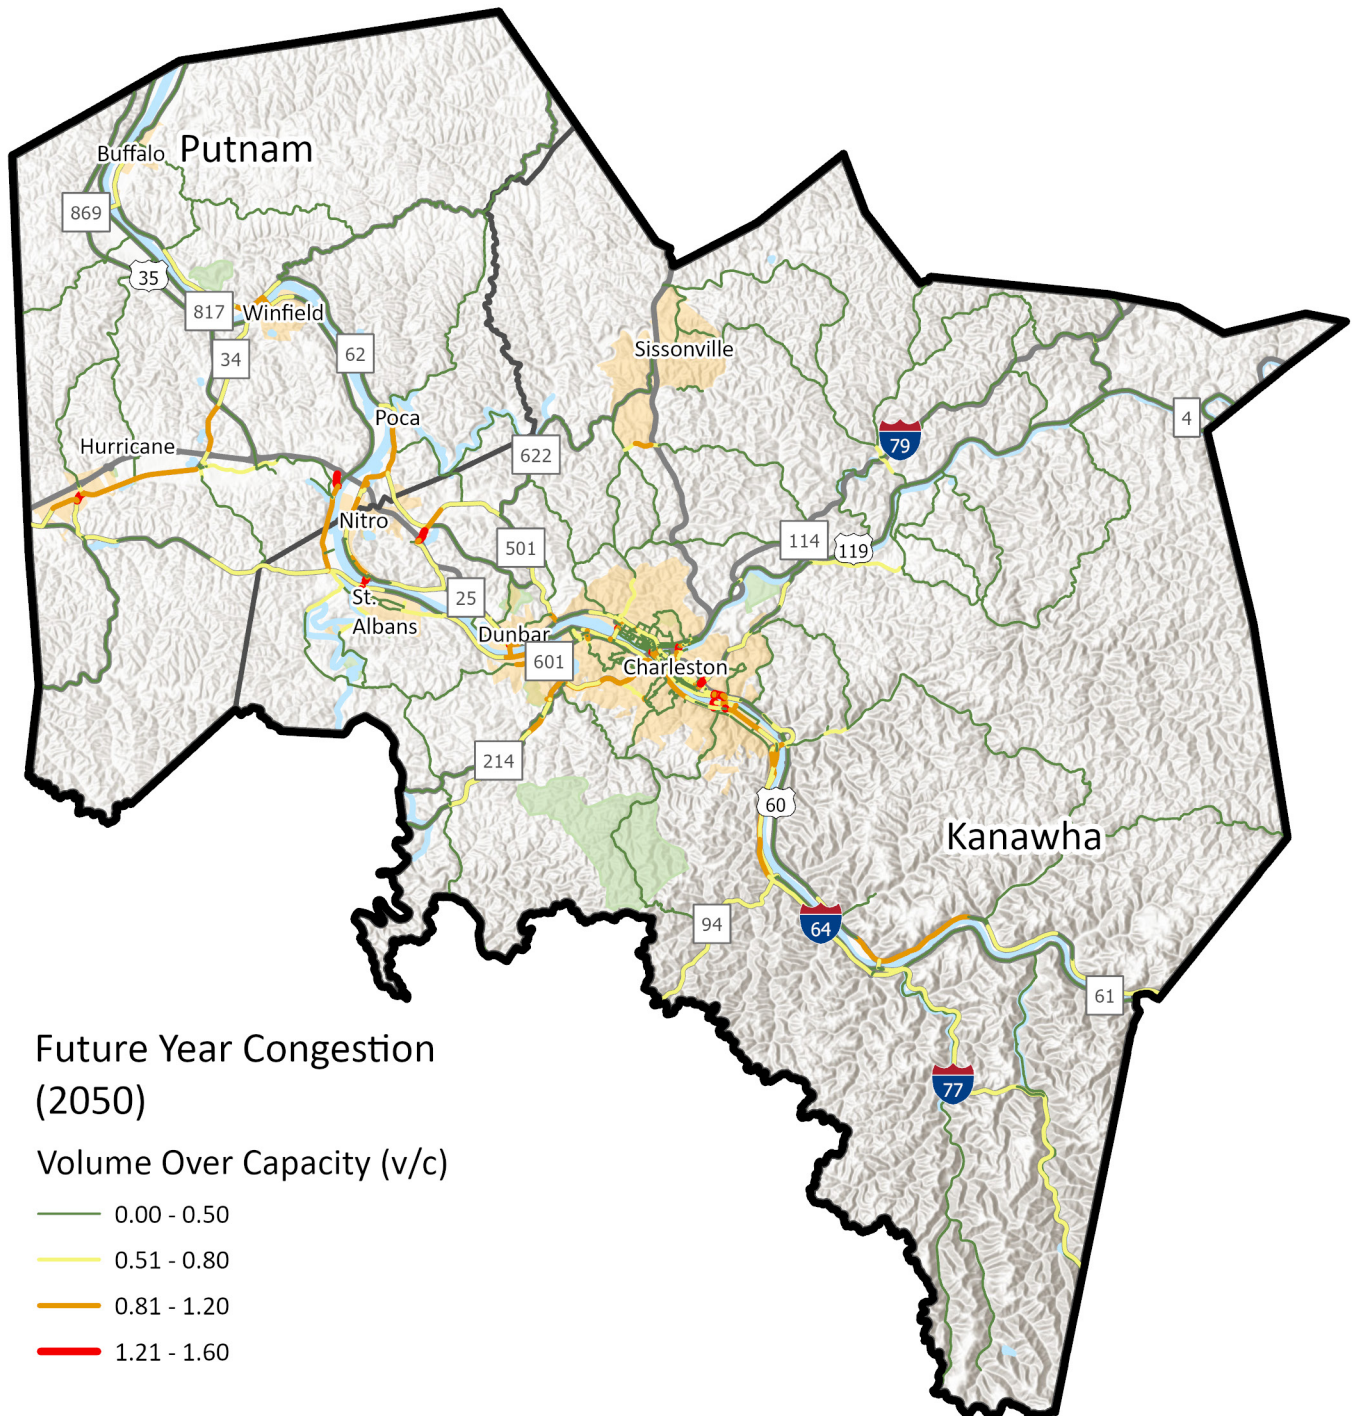 Buffalo
Putnam
869
35
817
Winfield
34
62
Sissonville
Poca
Hurricane
4
79
622
Nitro
501
114
119
St.
Albans
25
Dunbar
601
Charleston
214
60
Kanawha
94
64
61
77
Future Year Congestion
(2050)
Volume Over Capacity (v/c)
0.00 - 0.50
0.51 - 0.80
0.81 - 1.20
1.21 - 1.60